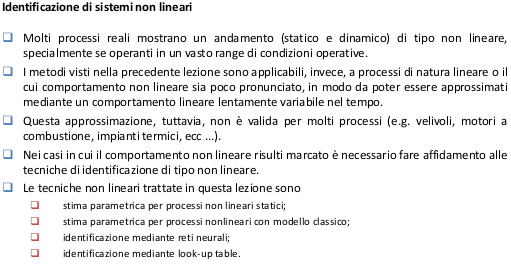 Identificazione di sistemi non lineari
Molti processi reali mostrano un andamento (statico e dinamico) di tipo non lineare,
specialmente se operanti in un vasto range di condizioni operative.
I metodi visti nella precedente lezione sono applicabili, invece, a processi di natura lineare o il
cui comportamento non lineare sia poco pronunciato, in modo da poter essere approssimati
mediante un comportamento lineare lentamente variabile nel tempo.
Questa approssimazione, tuttavia, non è valida per molti processi (e.g. velivoli, motori a
combustione, impianti termici, ecc ...).
Nei casi in cui il comportamento non lineare risulti marcato è necessario fare affidamento alle
tecniche di identificazione di tipo non lineare.
Le tecniche non lineari trattate in questa lezione sono
stima parametrica per processi non lineari statici;
stima parametrica per processi nonlineari con modello classico;
identificazione mediante reti neurali;
identificazione mediante look-up table.